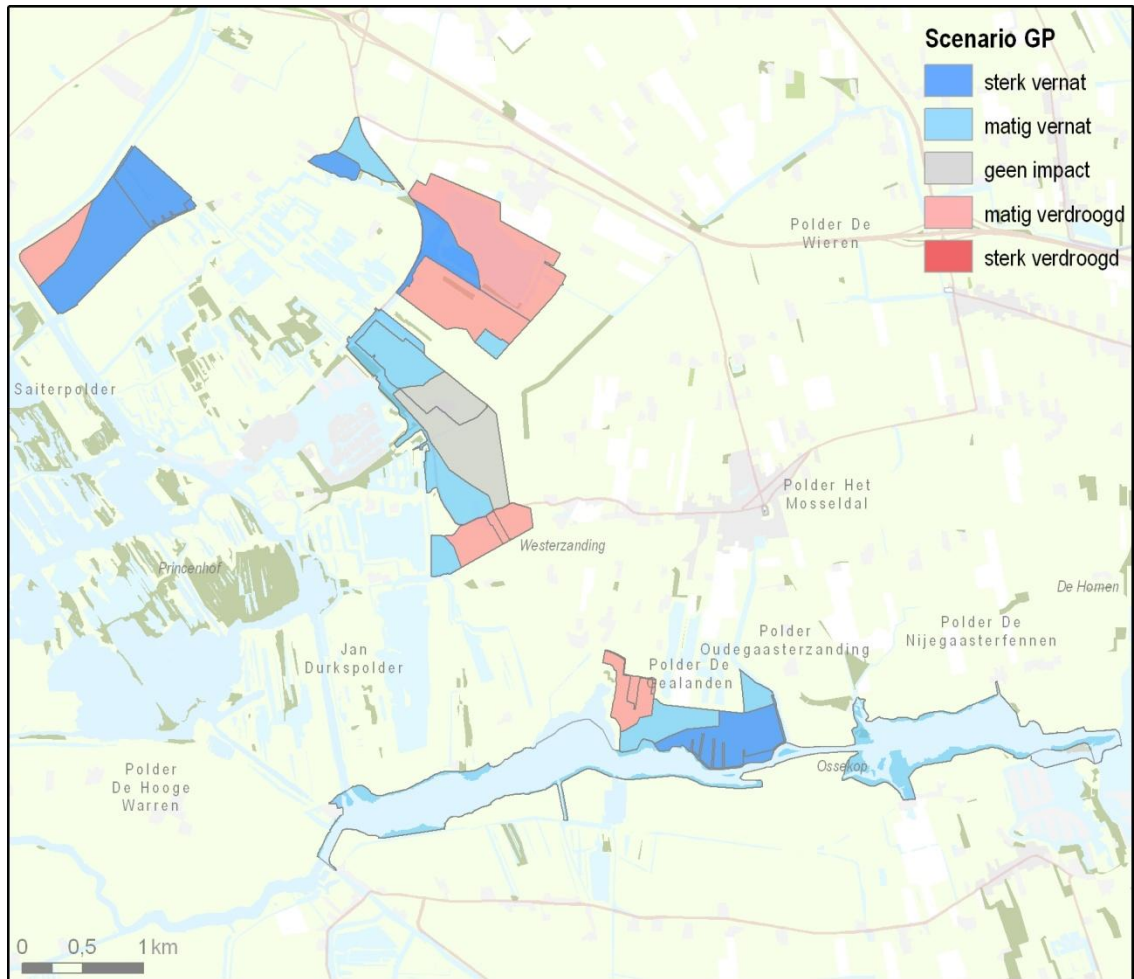 Scenario GP
sterk vernat
matig vernat
geen impact
matig verdroogd
sterk verdroogd
Polder De
Wieren
Saiterpolder
Polder Het
Mosseldal
Westerzanding
Princenhof
De Homen
Polder De
Nijegaasterfennen
Polder
Oudegaasterzanding
Jan
Durkspolder
Polder De
Gealanden
Ossekop
Polder
De Hooge
Warren
0 0,5 1 km